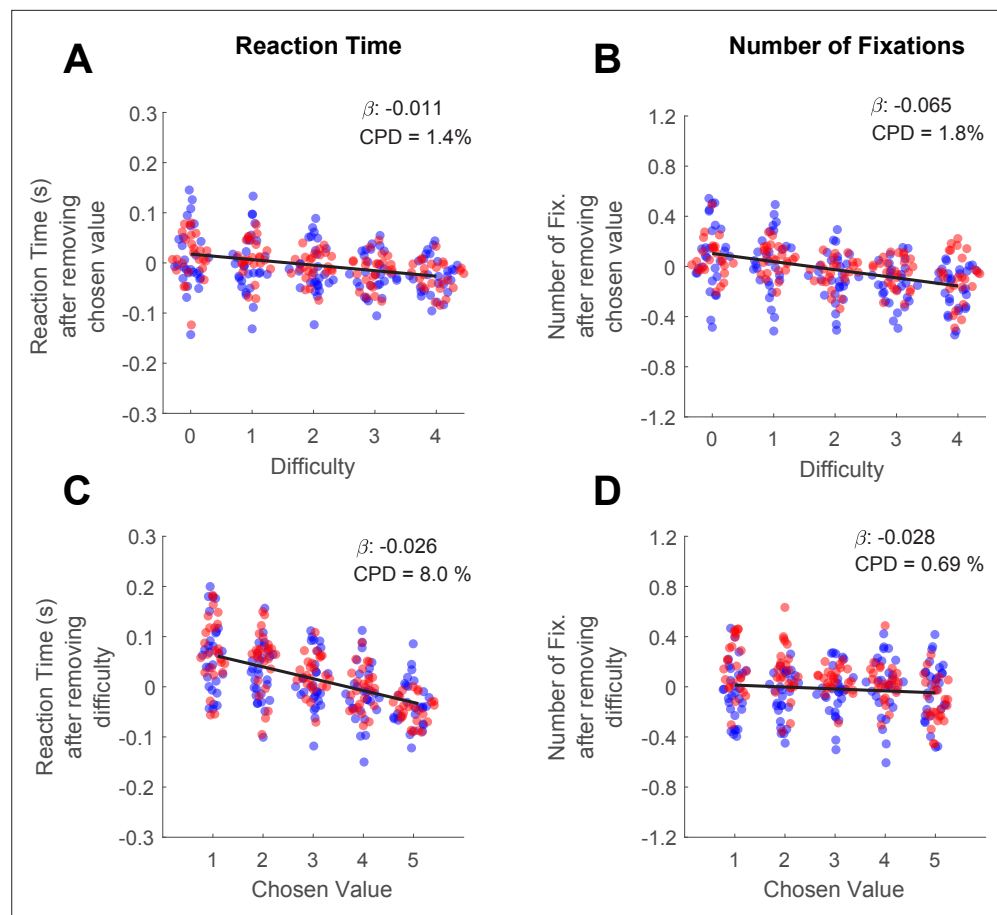 A
Reaction Time
β: -0.011
CPD = 1.4%
Reaction Time (s)
after removing
chosen value
0.3
0.2
0.1
0
-0.1
-0.2
-0.3
0 1 2 3 4
Difficulty
B
Number of Fixations
β: -0.065
CPD = 1.8%
Number of Fix.
after removing
chosen value
1.2
0.8
0.4
0
-0.4
-0.8
-1.2
0 1 2 3 4
Difficulty
C
β: -0.026
CPD = 8.0 %
Reaction Time (s)
after removing
difficulty
0.3
0.2
0.1
0
-0.1
-0.2
-0.3
1 2 3 4 5
Chosen Value
D
β: -0.028
CPD = 0.69 %
Number of Fix.
after removing
difficulty
1.2
0.8
0.4
0
-0.4
-0.8
-1.2
1 2 3 4 5
Chosen Value